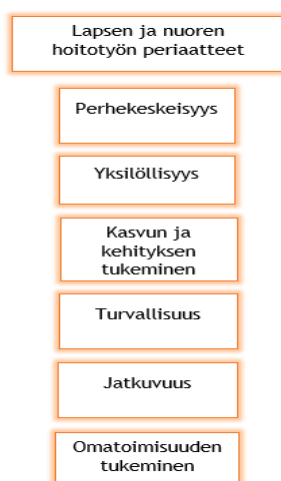 Lapsen ja nuoren
hoitotyön periaatteet
Perhekeskeisyys
Yksilöllisyys
Kasvun ja
kehityksen
tukeminen
Turvallisuus
Jatkuvuus
Omatoimisuuden
tukeminen